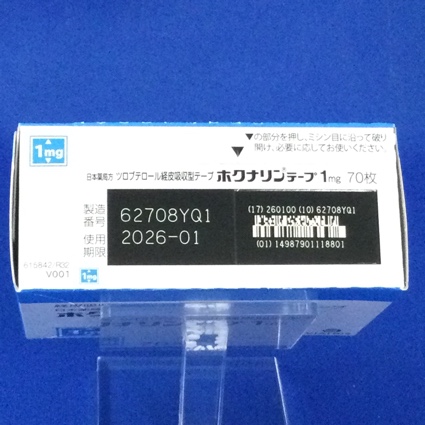 1mg
▼の部分を押し、ミシン目に沿って破り
開け、必要に応じてお使いください。
日本薬局方 ツロブテロール経皮吸収型テープ ホクナリン®テープ1mg 70枚
製造番号 62708YQ1
使用期限 2026-01
(17) 260100 (10) 62708YQ1
(01) 14987901118801
V001
1mg